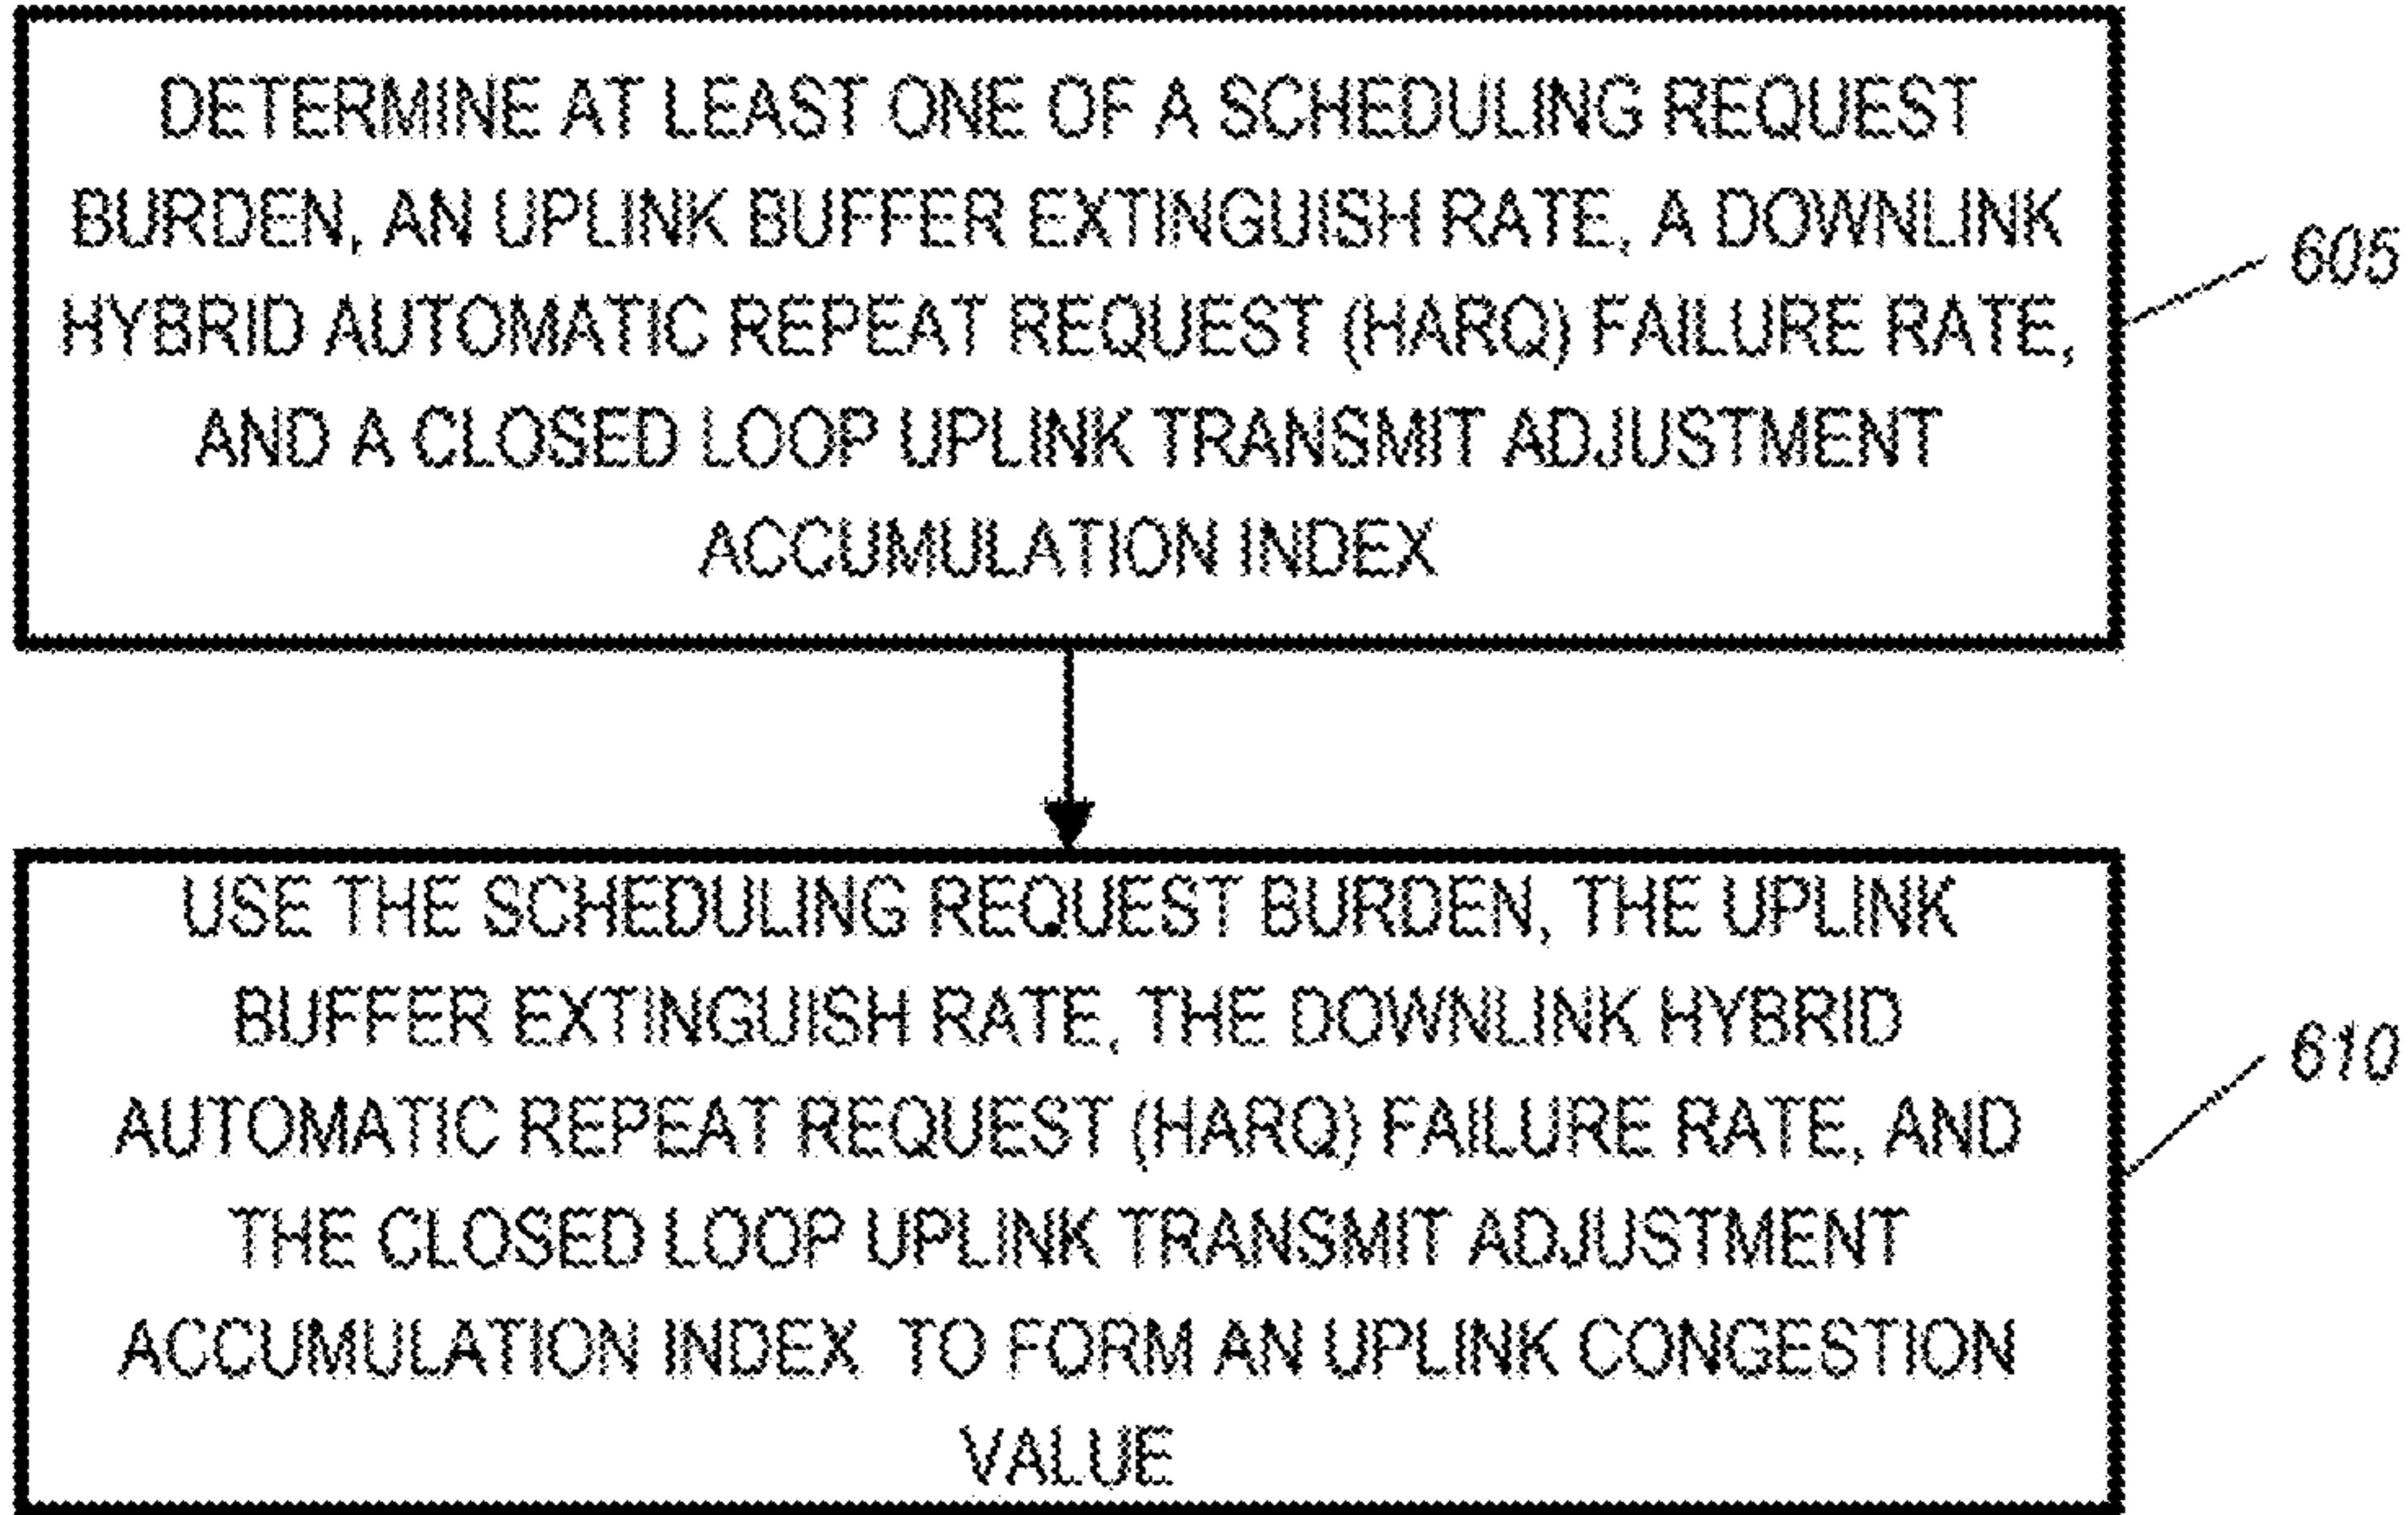 DETERMINE AT LEAST ONE OF A SCHEDULING REQUEST
BURDEN, AN UPLINK BUFFER EXTINGUISH RATE, A DOWNLINK
HYBRID AUTOMATIC REPEAT REQUEST (HARQ) FAILURE RATE,
AND A CLOSED LOOP UPLINK TRANSMIT ADJUSTMENT
ACCUMULATION INDEX
605
USE THE SCHEDULING REQUEST BURDEN, THE UPLINK
BUFFER EXTINGUISH RATE, THE DOWNLINK HYBRID
AUTOMATIC REPEAT REQUEST (HARQ) FAILURE RATE, AND
THE CLOSED LOOP UPLINK TRANSMIT ADJUSTMENT
ACCUMULATION INDEX TO FORM AN UPLINK CONGESTION
VALUE
610